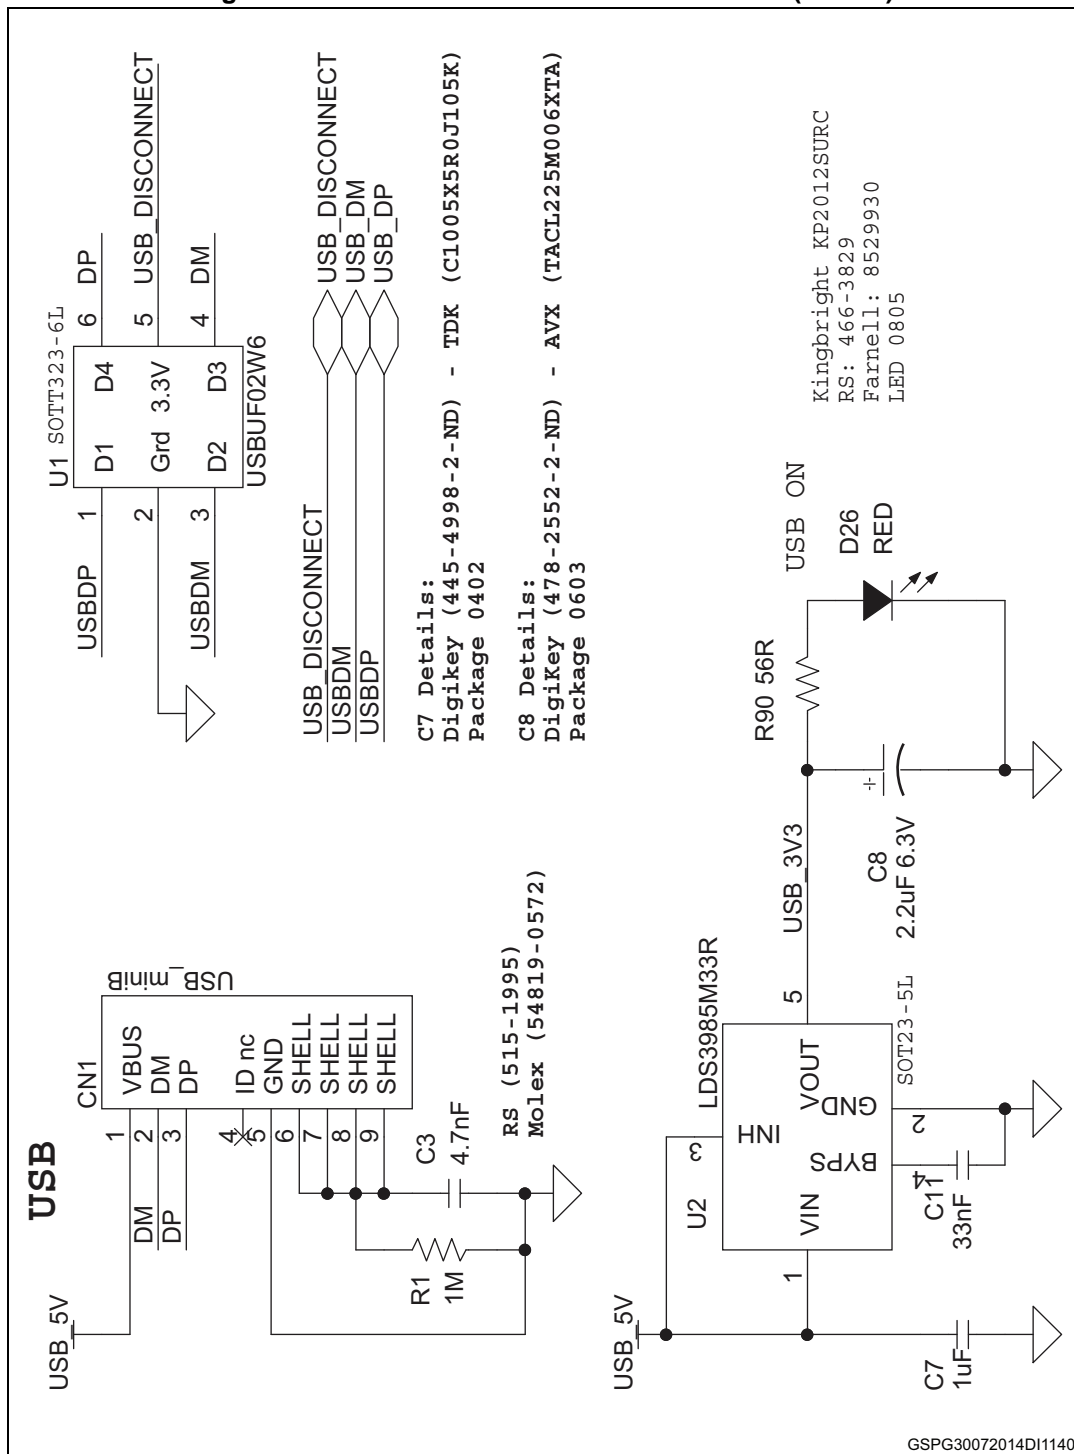 USB
USB_5V
DM
DP
1
2
3
4
5
6
7
8
9
CN1
VBUS
DM
DP
ID nc
GND
SHELL
SHELL
SHELL
SHELL
USB_miniB
R1
1M
C3
4.7nF
RS (515-1995)
Molex (54819-0572)
USBDP
USBDM
1
2
3
U1 SOTT323-6L
D1
D4
Grd
3.3V
D2
D3
USBUF02W6
6
5
4
DP
USB_DISCONNECT
DM
USB_DISCONNECT
USBDM
USBDP
USB_DISCONNECT
USB_DM
USB_DP
C7 Details:
Digikey (445-4998-2-ND) - TDK (C1005X5R0J105K)
Package 0402
C8 Details:
DigiKey (478-2552-2-ND) - AVX (TACL225M006XTA)
Package 0603
USB_5V
C7
1uF
U2
LDS3985M33R
1
3
5
2
4
VIN
INH
VOUT
GND
BYPS
SOT23-5L
C11
33nF
USB_3V3
C8
2.2uF 6.3V
R90 56R
USB ON
D26
RED
Kingbright KP2012SURC
RS: 466-3829
Farnell: 8529930
LED 0805
GSPG30072014DI1140